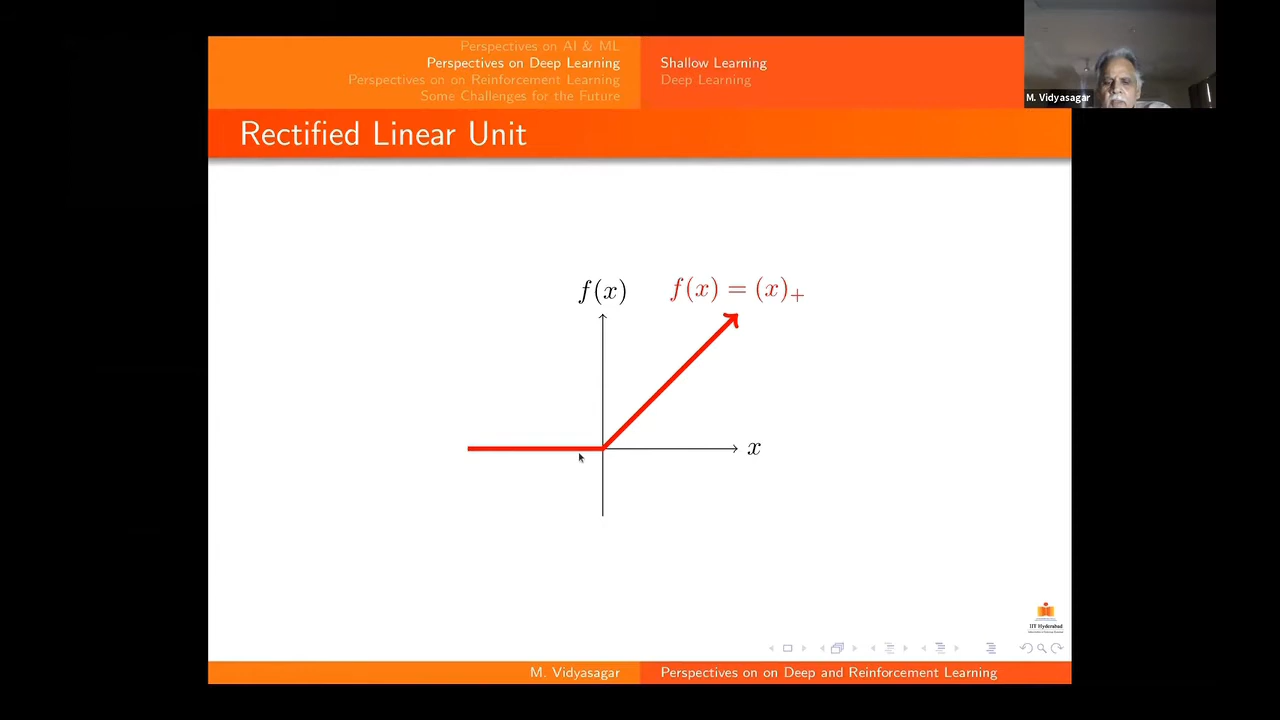 Perspectives on AI & ML
Perspectives on Deep Learning
Perspectives on on Reinforcement Learning
Some Challenges for the Future
Shallow Learning
Deep Learning
M. Vidyasagar
Rectified Linear Unit
f(x)
f(x) = (x)₊
x
IIT Hyderabad
M. Vidyasagar
Perspectives on on Deep and Reinforcement Learning